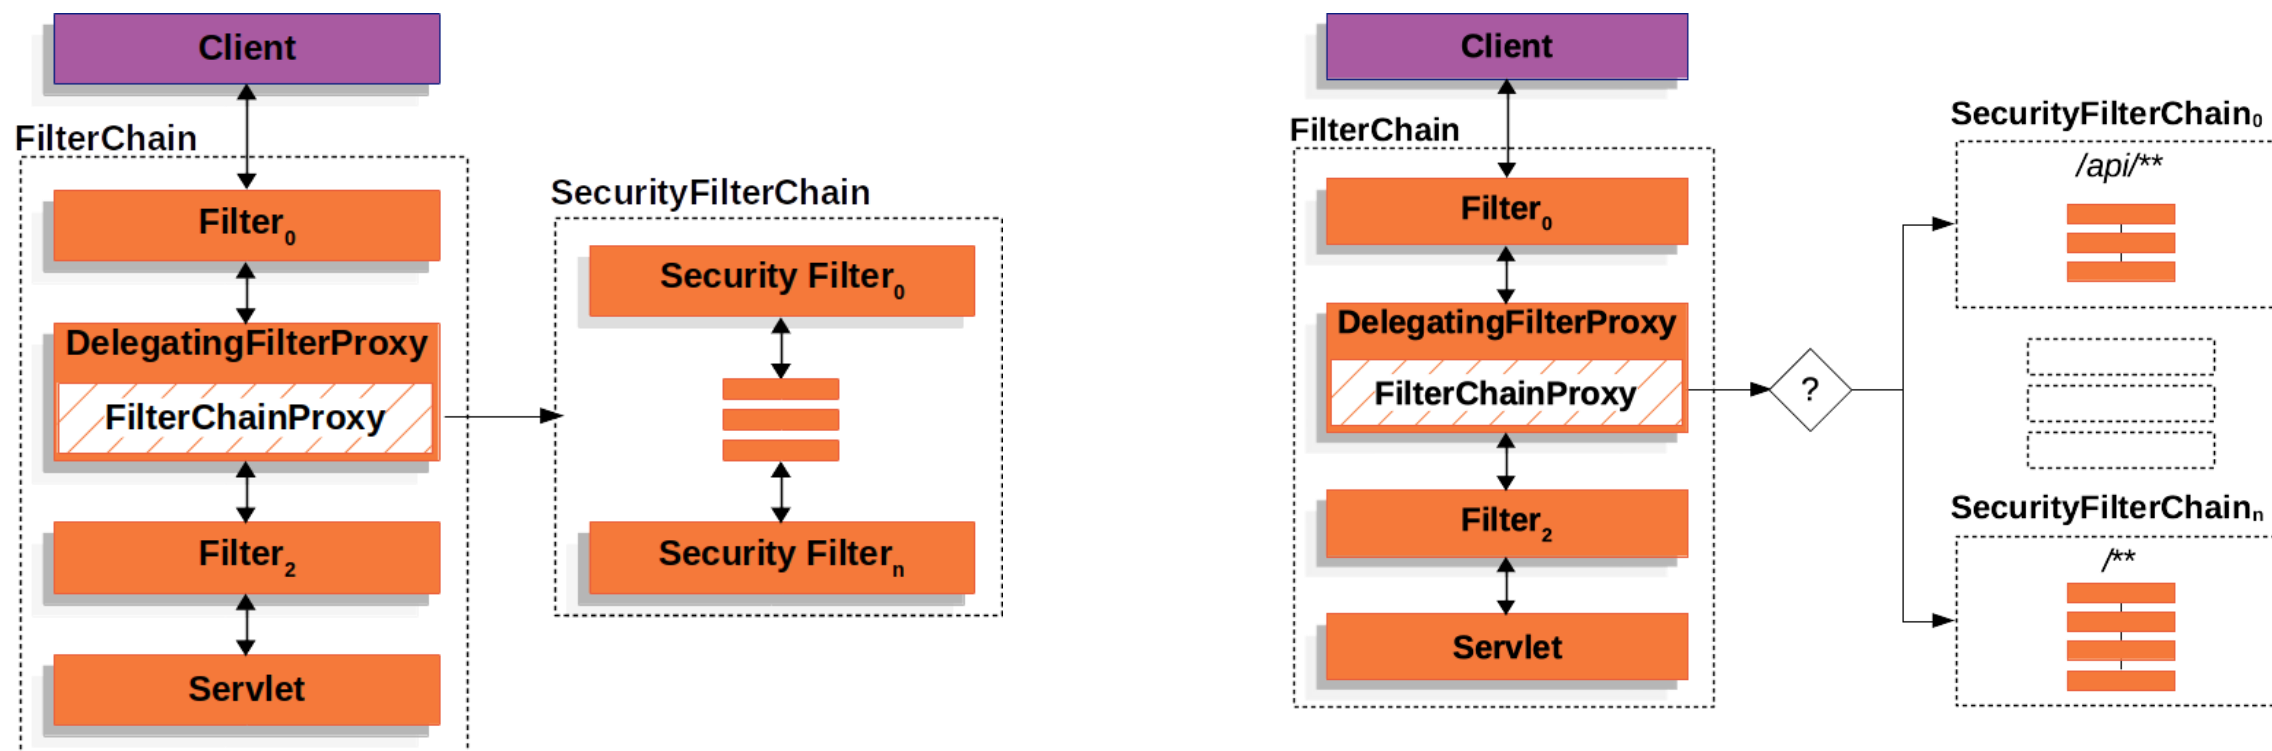 Client
FilterChain
Filter0
DelegatingFilterProxy
FilterChainProxy
Filter2
Servlet
SecurityFilterChain
Security Filter0
Security Filtern
Client
FilterChain
Filter0
DelegatingFilterProxy
FilterChainProxy
Filter2
Servlet
?
SecurityFilterChain0
/api/**
SecurityFilterChainn
/**